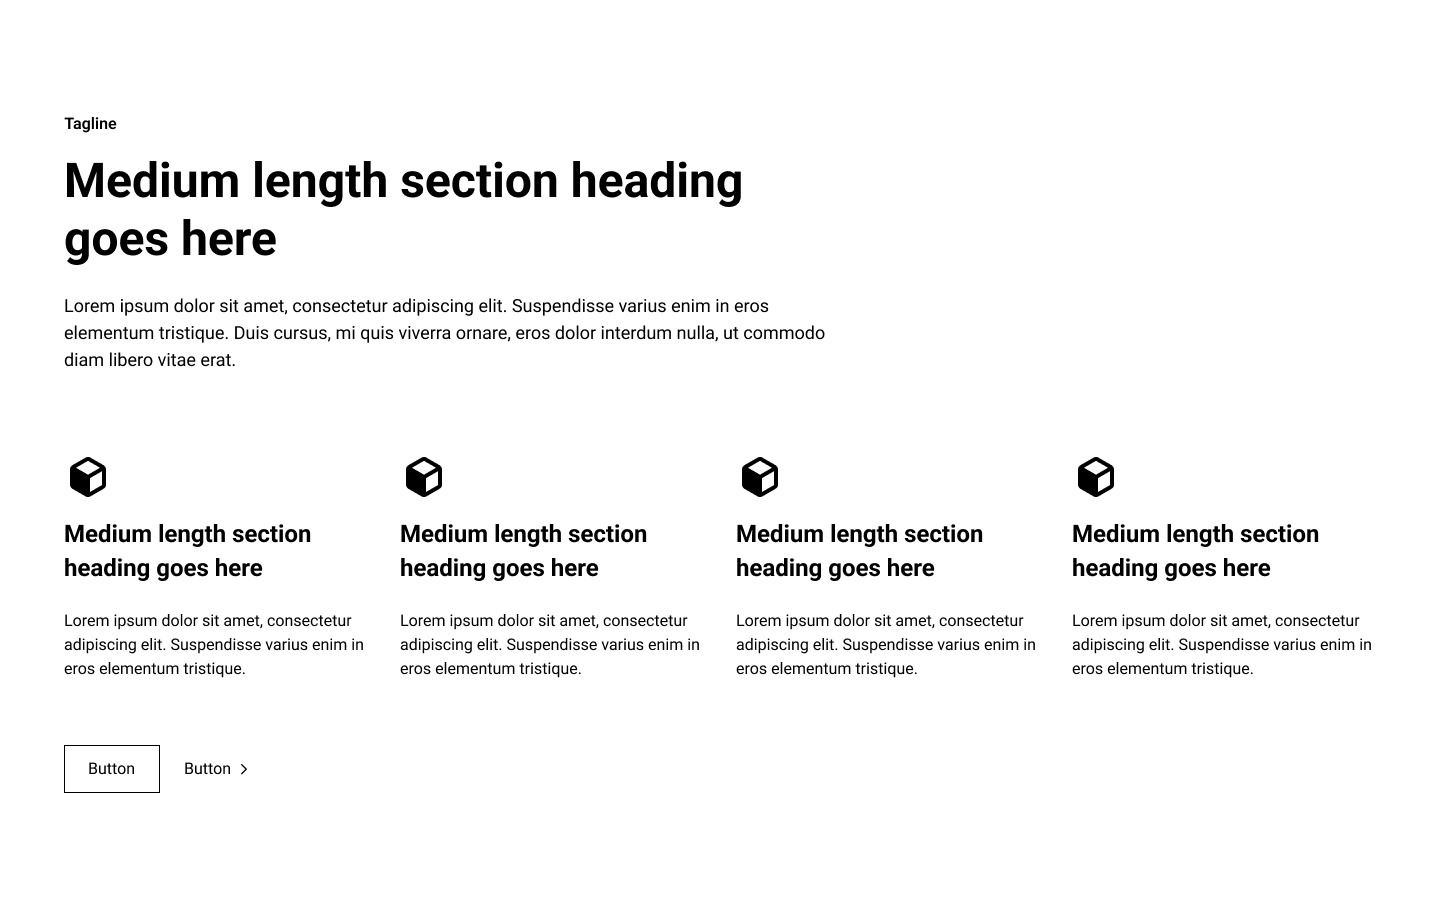 Tagline
Medium length section heading
goes here
Lorem ipsum dolor sit amet, consectetur adipiscing elit. Suspendisse varius enim in eros
elementum tristique. Duis cursus, mi quis viverra ornare, eros dolor interdum nulla, ut commodo
diam libero vitae erat.
Medium length section
heading goes here
Lorem ipsum dolor sit amet, consectetur
adipiscing elit. Suspendisse varius enim in
eros elementum tristique.
Medium length section
heading goes here
Lorem ipsum dolor sit amet, consectetur
adipiscing elit. Suspendisse varius enim in
eros elementum tristique.
Medium length section
heading goes here
Lorem ipsum dolor sit amet, consectetur
adipiscing elit. Suspendisse varius enim in
eros elementum tristique.
Medium length section
heading goes here
Lorem ipsum dolor sit amet, consectetur
adipiscing elit. Suspendisse varius enim in
eros elementum tristique.
Button
Button